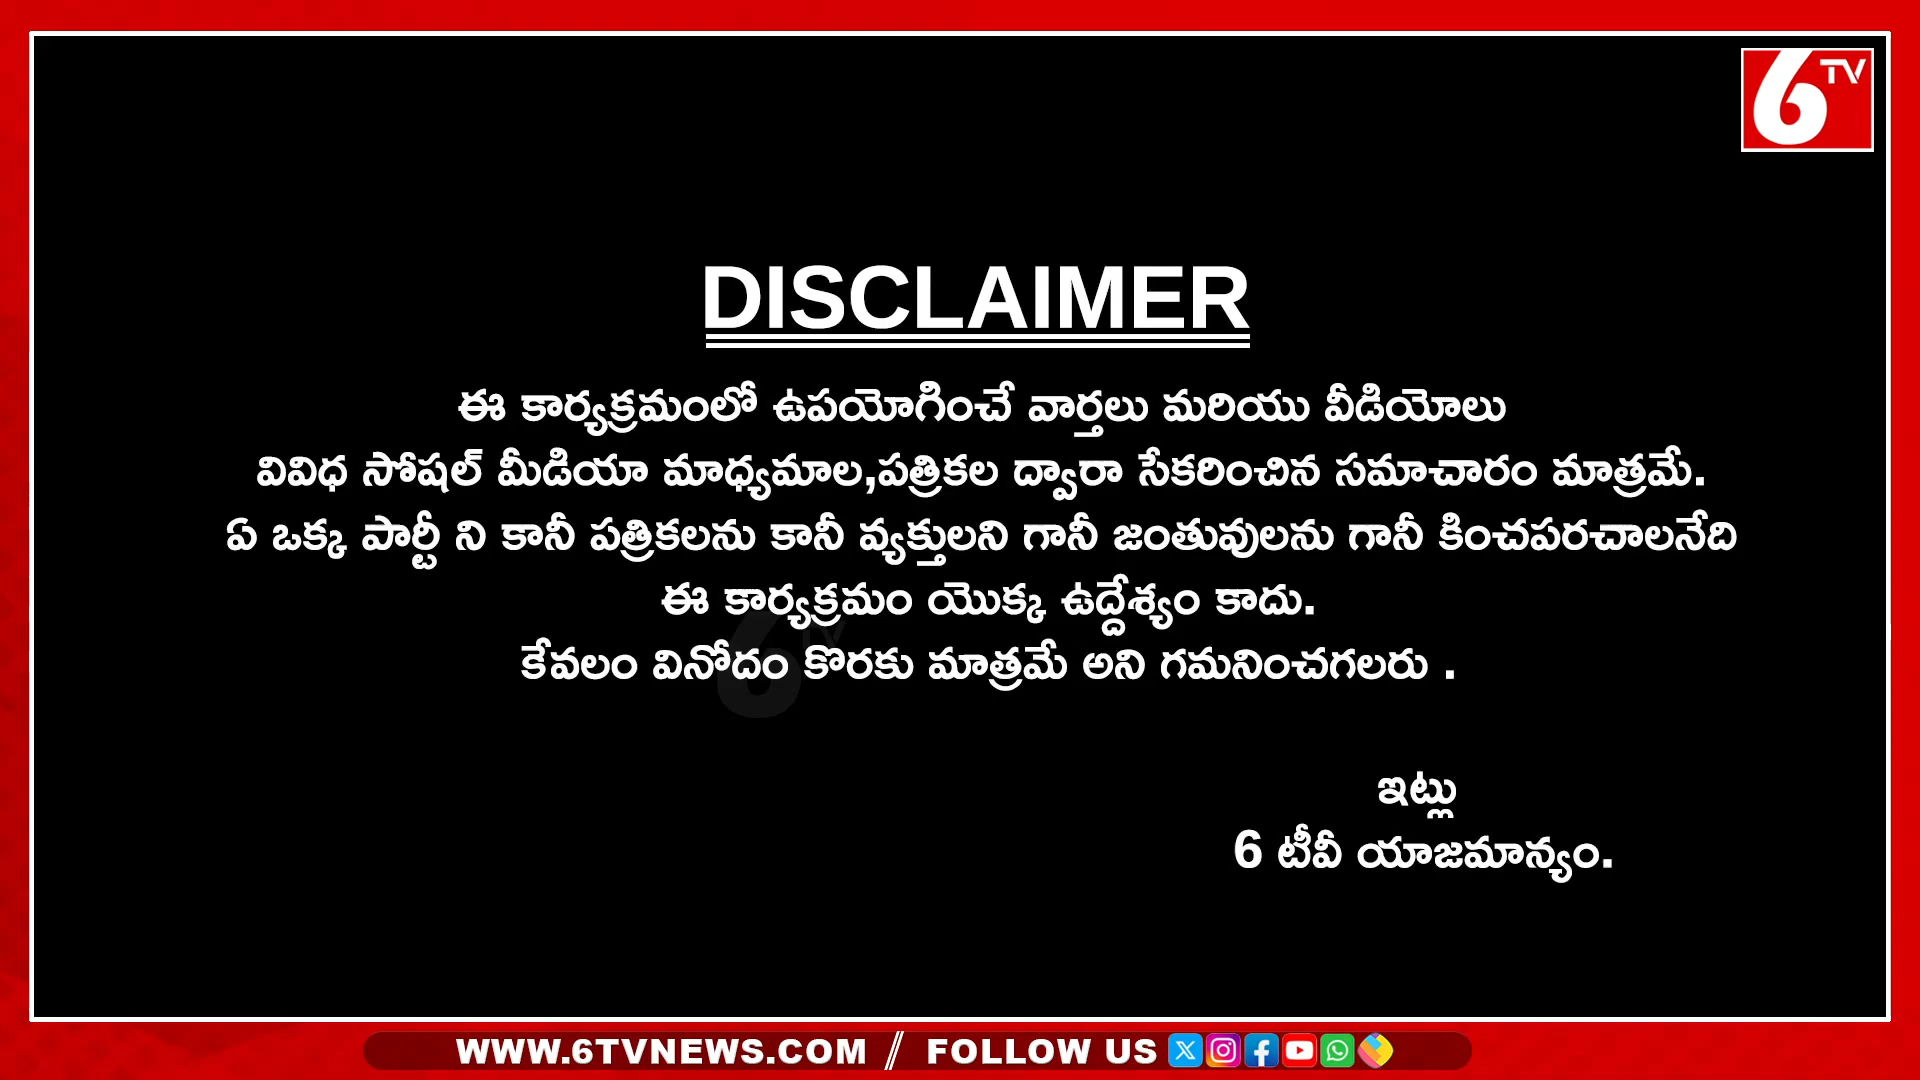 6 TV
DISCLAIMER
ఈ కార్యక్రమంలో ఉపయోగించే వార్తలు మరియు వీడియోలు
వివిధ సోషల్ మీడియా మాధ్యమాల,పత్రికల ద్వారా సేకరించిన సమాచారం మాత్రమే.
ఏ ఒక్క పార్టీ ని కానీ పత్రికలను కానీ వ్యక్తులని గానీ జంతువులను గానీ కించపరచాలనేది
ఈ కార్యక్రమం యొక్క ఉద్దేశ్యం కాదు.
కేవలం వినోదం కొరకు మాత్రమే అని గమనించగలరు .
ఇట్లు
6 టీవీ యాజమాన్యం.
WWW.6TVNEWS.COM // FOLLOW US